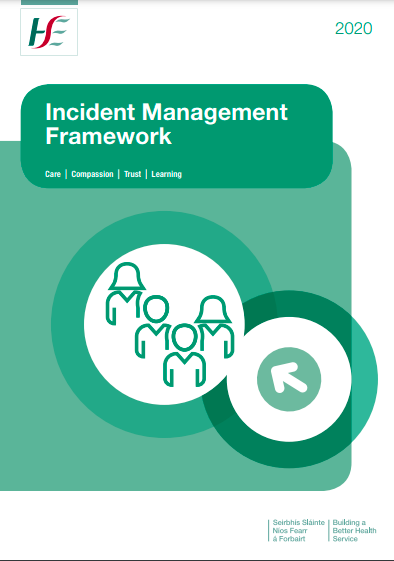 HSE
2020
Incident Management
Framework
Care | Compassion | Trust | Learning
Seirbhís Sláinte
Níos Fearr
á Forbairt
Building a
Better Health
Service